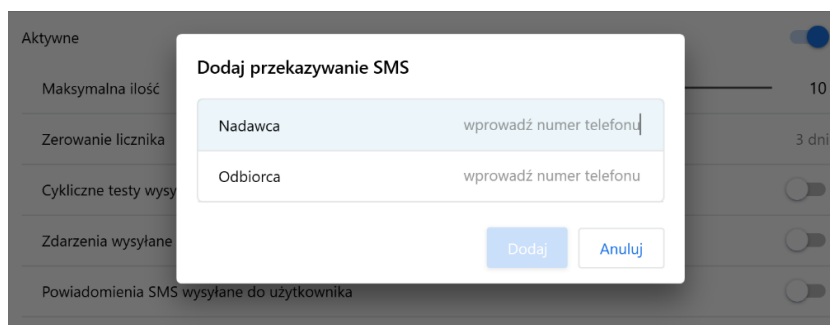 Aktywne
Dodaj przekazywanie SMS
Maksymalna ilość 10
Nadawca wprowadź numer telefonu
Zerowanie licznika 3 dni
Odbiorca wprowadź numer telefonu
Cykliczne testy wysy
Zdarzenia wysyłane
Dodaj Anuluj
Powiadomienia SMS wysyłane do użytkownika